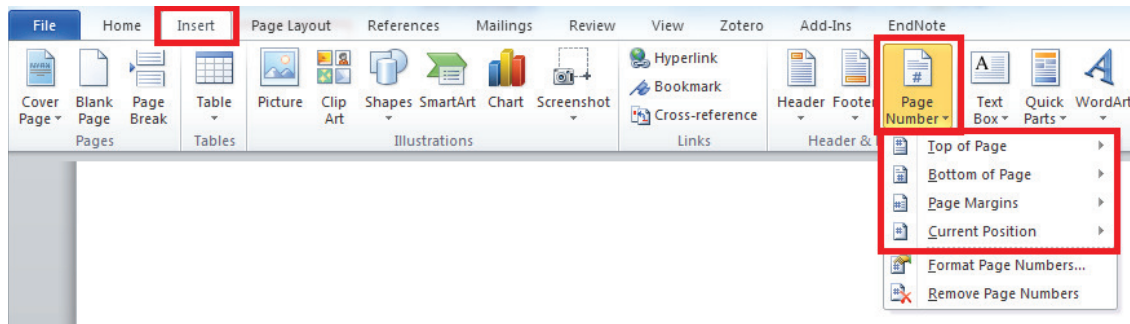 File Home Insert Page Layout References Mailings Review View Zotero Add-Ins EndNote
Cover Page
Blank Page
Page Break
Pages
Table
Tables
Picture
Clip Art
Shapes
SmartArt
Chart
Screenshot
Illustrations
Hyperlink
Bookmark
Cross-reference
Links
Header
Footer
Page Number
Header &
A
Text Box
Quick Parts
A
WordArt
Top of Page
Bottom of Page
Page Margins
Current Position
Format Page Numbers...
Remove Page Numbers